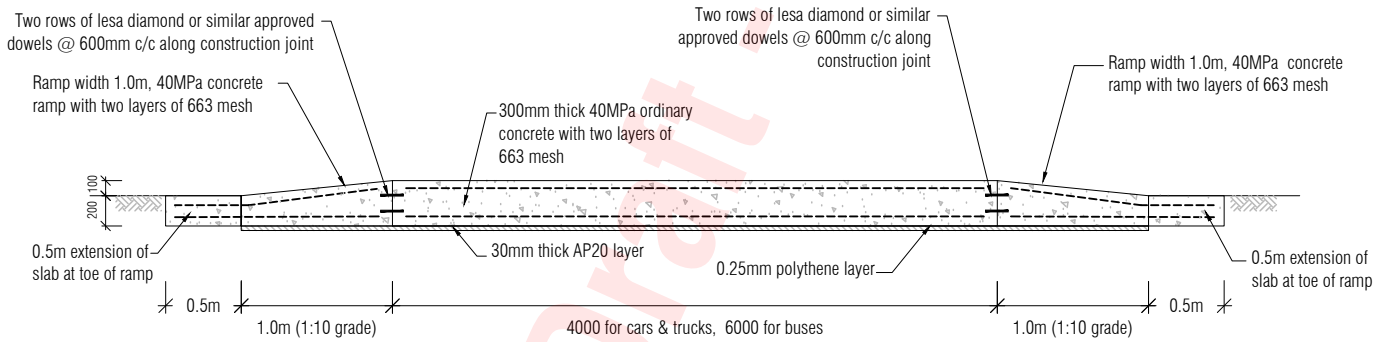 Two rows of lesa diamond or similar approved
dowels @ 600mm c/c along construction joint
Two rows of lesa diamond or similar
approved dowels @ 600mm c/c along
construction joint
Ramp width 1.0m, 40MPa concrete
ramp with two layers of 663 mesh
Ramp width 1.0m, 40MPa concrete
ramp with two layers of 663 mesh
300mm thick 40MPa ordinary
concrete with two layers of
663 mesh
100
200
0.5m extension of
slab at toe of ramp
30mm thick AP20 layer
0.25mm polythene layer
0.5m extension of
slab at toe of ramp
0.5m
1.0m (1:10 grade)
4000 for cars & trucks, 6000 for buses
1.0m (1:10 grade)
0.5m
Draft -